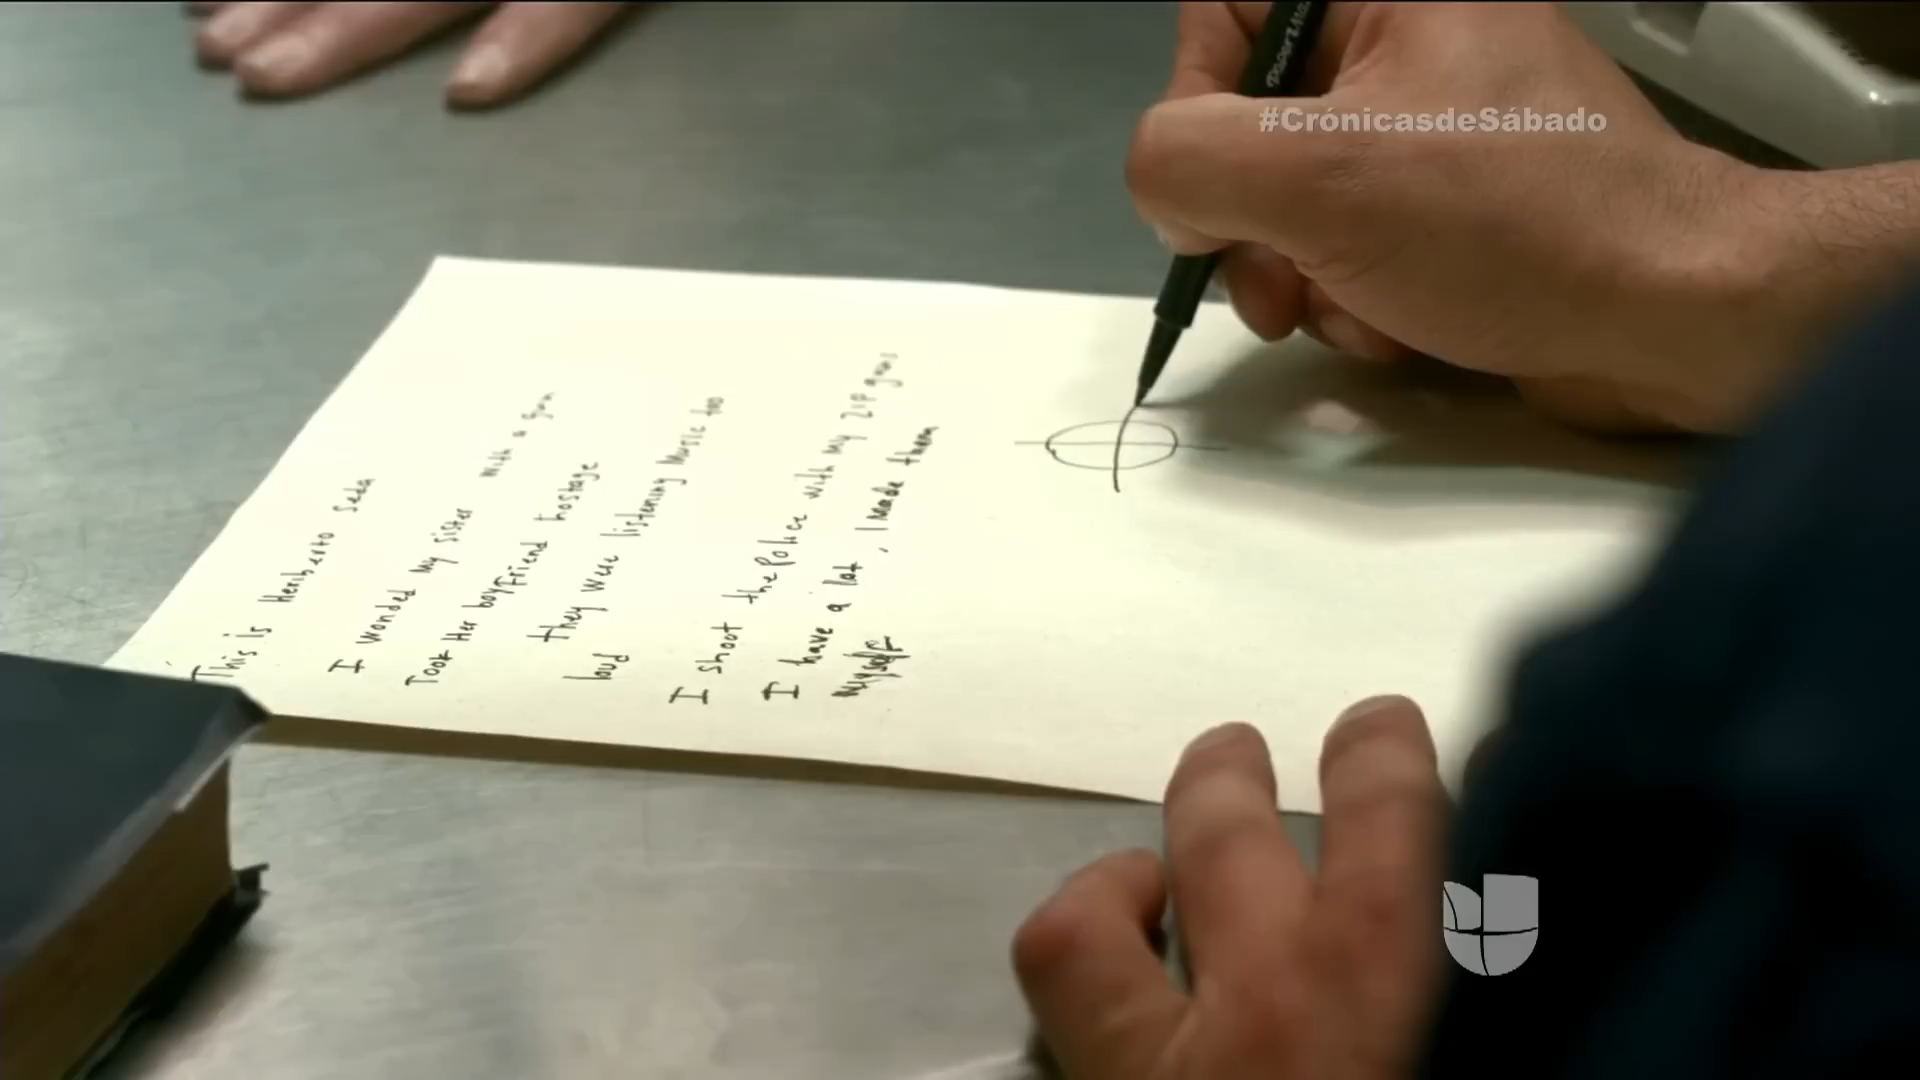 PaperMa
#CrónicasdeSábado
This is Heriberto seda
I wonded my sister with a gun
Took Her boyFriend hostage
they were listening Music too
loud
I shoot the Police with my ZIP guns
I have a lot, I Made them
myself